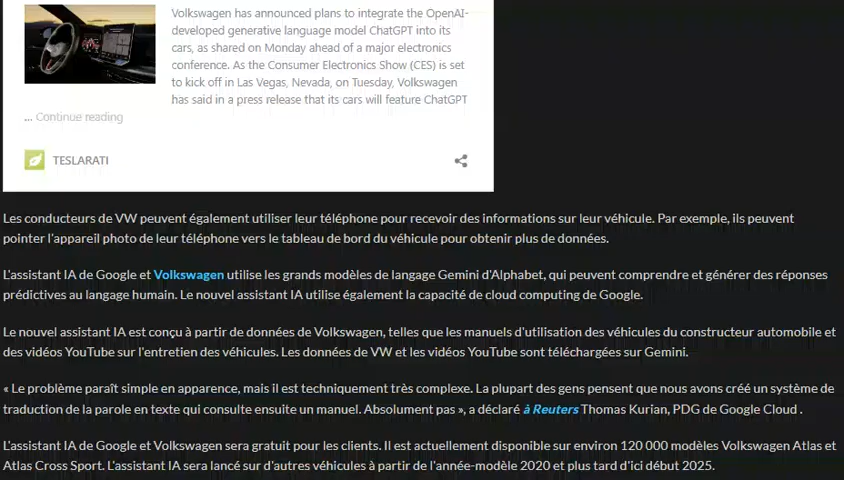 Volkswagen has announced plans to integrate the OpenAI-
developed generative language model ChatGPT into its
cars, as shared on Monday ahead of a major electronics
conference. As the Consumer Electronics Show (CES) is set
to kick off in Las Vegas, Nevada, on Tuesday, Volkswagen
has said in a press release that its cars will feature ChatGPT
... Continue reading
TESLARATI
Les conducteurs de VW peuvent également utiliser leur téléphone pour recevoir des informations sur leur véhicule. Par exemple, ils peuvent
pointer l'appareil photo de leur téléphone vers le tableau de bord du véhicule pour obtenir plus de données.
L'assistant IA de Google et Volkswagen utilise les grands modèles de langage Gemini d'Alphabet, qui peuvent comprendre et générer des réponses
prédictives au langage humain. Le nouvel assistant IA utilise également la capacité de cloud computing de Google.
Le nouvel assistant IA est conçu à partir de données de Volkswagen, telles que les manuels d'utilisation des véhicules du constructeur automobile et
des vidéos YouTube sur l'entretien des véhicules. Les données de VW et les vidéos YouTube sont téléchargées sur Gemini.
« Le problème paraît simple en apparence, mais il est techniquement très complexe. La plupart des gens pensent que nous avons créé un système de
traduction de la parole en texte qui consulte ensuite un manuel. Absolument pas », a déclaré à Reuters Thomas Kurian, PDG de Google Cloud .
L'assistant IA de Google et Volkswagen sera gratuit pour les clients. Il est actuellement disponible sur environ 120 000 modèles Volkswagen Atlas et
Atlas Cross Sport. L'assistant IA sera lancé sur d'autres véhicules à partir de l'année-modèle 2020 et plus tard d'ici début 2025.